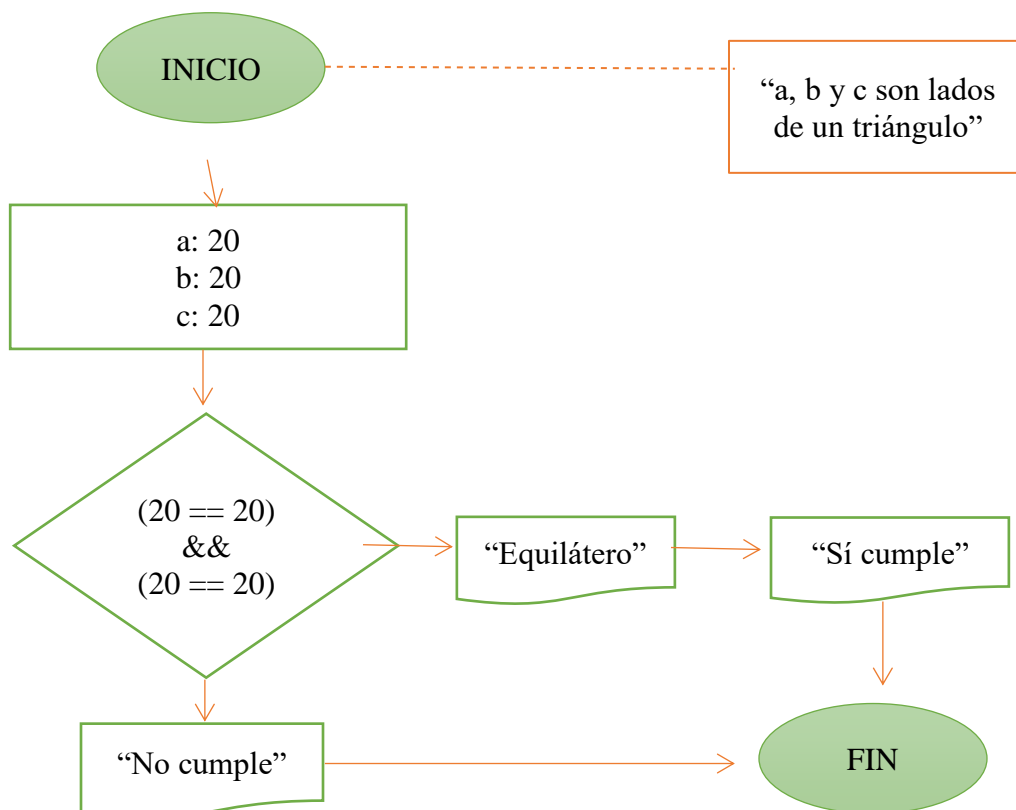 INICIO
“a, b y c son lados
de un triángulo”
a: 20
b: 20
c: 20
(20 == 20)
&&
(20 == 20)
“Equilátero”
“Sí cumple”
“No cumple”
FIN